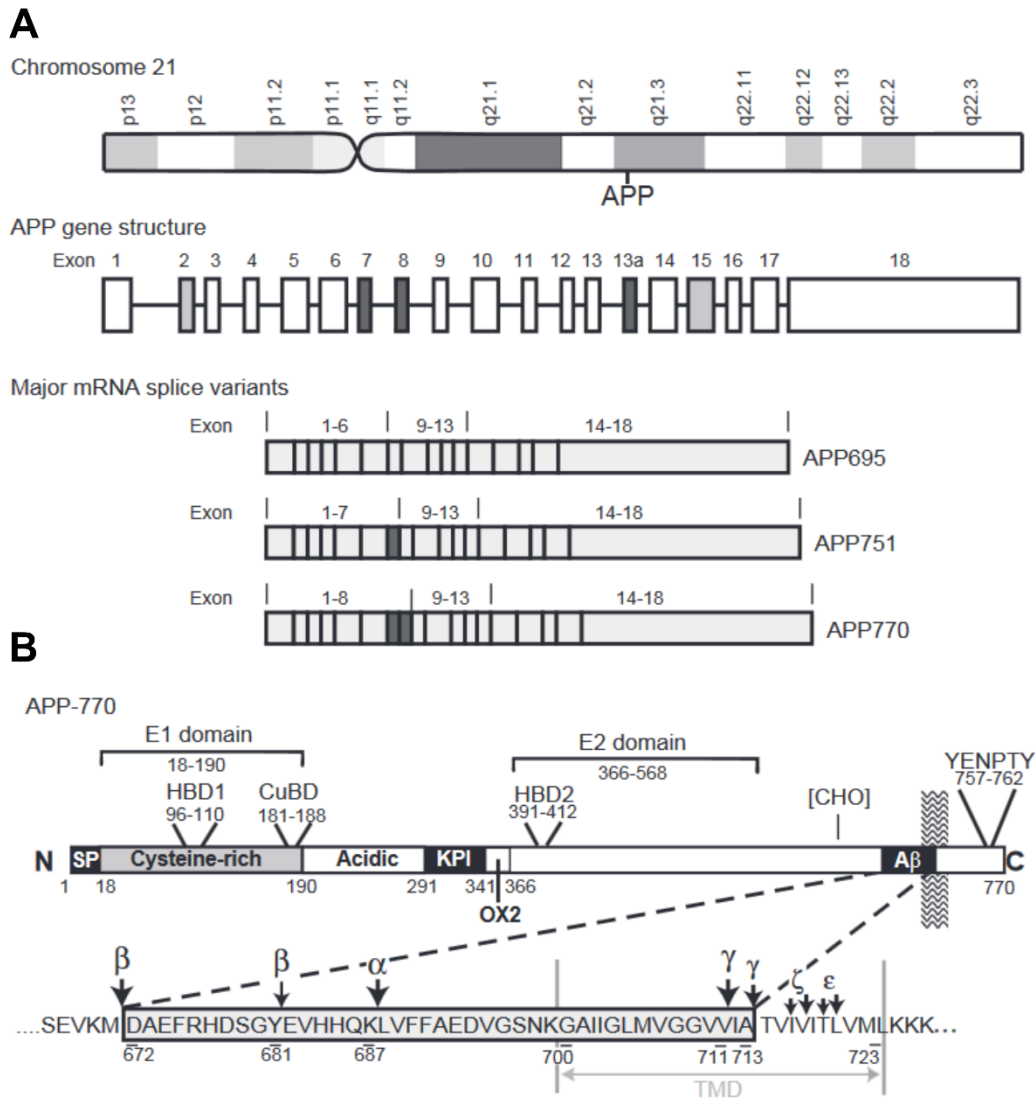 A
Chromosome 21
p13 p12 p11.2 p11.1 q11.1 q11.2 q21.1 q21.2 q21.3 q22.11 q22.12 q22.13 q22.2 q22.3
APP
APP gene structure
Exon 1 2 3 4 5 6 7 8 9 10 11 12 13 13a 14 15 16 17 18
Major mRNA splice variants
Exon 1-6 9-13 14-18
APP695
Exon 1-7 9-13 14-18
APP751
Exon 1-8 9-13 14-18
APP770
B
APP-770
E1 domain
18-190
E2 domain
366-568
YENPTY
757-762
HBD1
96-110
CuBD
181-188
HBD2
391-412
[CHO]
N SP Cysteine-rich Acidic KPI Aβ C
1 18 190 291 341 366 770
OX2
β β α γ γ ζ ε
....SEVKMDAEFRHDSGYEVHHQKLVFFAEDVGSNKGAIIGLMVGGVVIA TVIVITLVMLKKK...
672 681 687 700 711 713 723
TMD